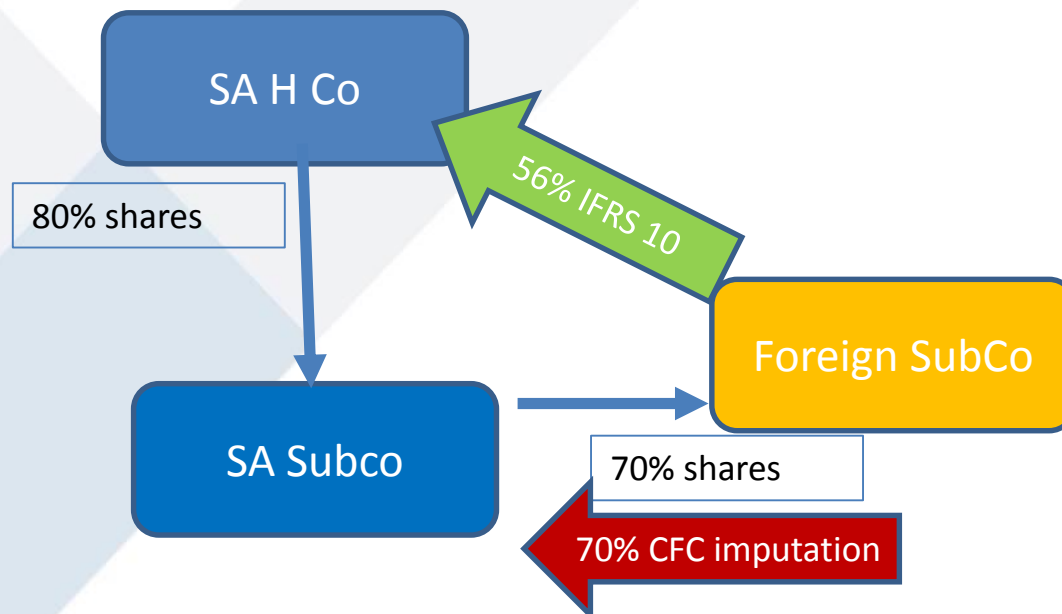 SA H Co
56% IFRS 10
80% shares
Foreign SubCo
SA Subco
70% shares
70% CFC imputation